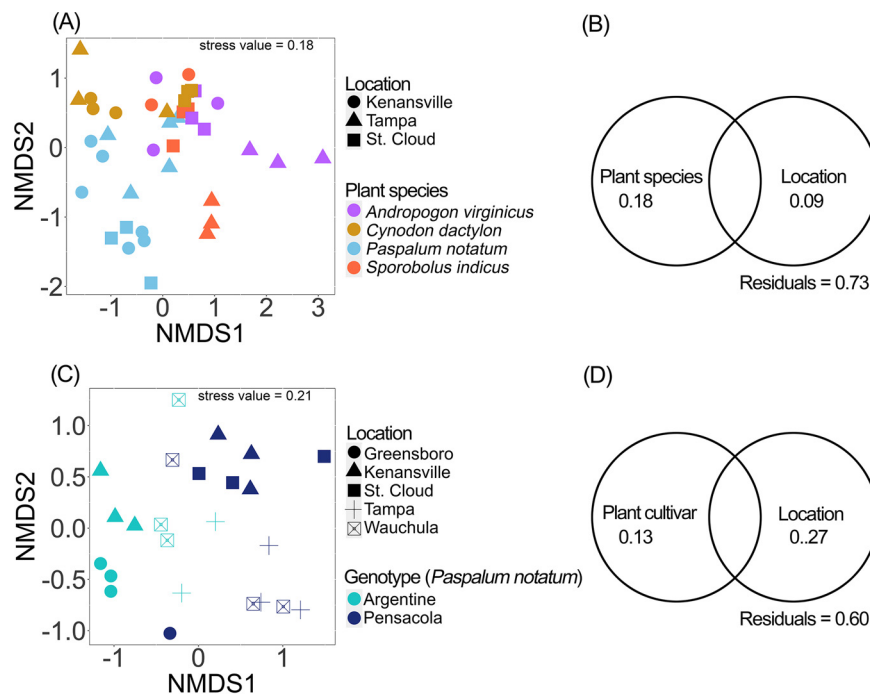 (A)
stress value = 0.18
NMDS2
1
0
-1
-2
-1
0
1
2
3
NMDS1
Location
Kenansville
Tampa
St. Cloud
Plant species
Andropogon virginicus
Cynodon dactylon
Paspalum notatum
Sporobolus indicus
(B)
Plant species
0.18
Location
0.09
Residuals = 0.73
(C)
stress value = 0.21
NMDS2
1.0
0.5
0.0
-0.5
-1.0
-1
0
1
NMDS1
Location
Greensboro
Kenansville
St. Cloud
Tampa
Wauchula
Genotype (Paspalum notatum)
Argentine
Pensacola
(D)
Plant cultivar
0.13
Location
0.27
Residuals = 0.60